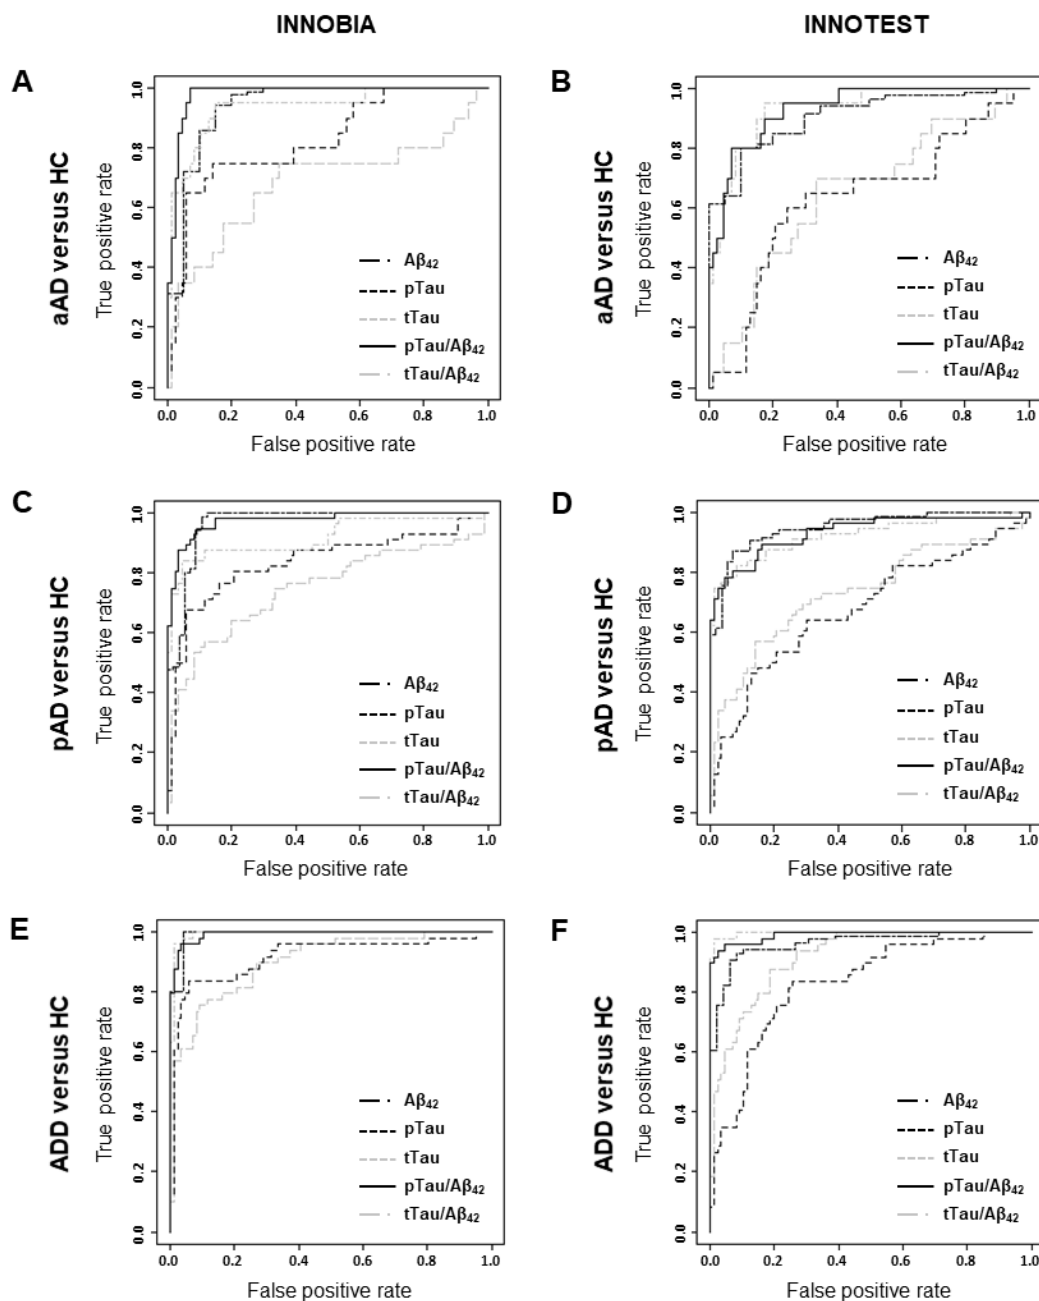 INNOBIA INNOTEST
A
aAD versus HC
True positive rate
0.0 0.2 0.4 0.6 0.8 1.0
Aβ42
pTau
tTau
pTau/Aβ42
tTau/Aβ42
0.0 0.2 0.4 0.6 0.8 1.0
False positive rate
B
aAD versus HC
True positive rate
0.0 0.2 0.4 0.6 0.8 1.0
Aβ42
pTau
tTau
pTau/Aβ42
tTau/Aβ42
0.0 0.2 0.4 0.6 0.8 1.0
False positive rate
C
pAD versus HC
True positive rate
0.0 0.2 0.4 0.6 0.8 1.0
Aβ42
pTau
tTau
pTau/Aβ42
tTau/Aβ42
0.0 0.2 0.4 0.6 0.8 1.0
False positive rate
D
pAD versus HC
True positive rate
0.0 0.2 0.4 0.6 0.8 1.0
Aβ42
pTau
tTau
pTau/Aβ42
tTau/Aβ42
0.0 0.2 0.4 0.6 0.8 1.0
False positive rate
E
ADD versus HC
True positive rate
0.0 0.2 0.4 0.6 0.8 1.0
Aβ42
pTau
tTau
pTau/Aβ42
tTau/Aβ42
0.0 0.2 0.4 0.6 0.8 1.0
False positive rate
F
ADD versus HC
True positive rate
0.0 0.2 0.4 0.6 0.8 1.0
Aβ42
pTau
tTau
pTau/Aβ42
tTau/Aβ42
0.0 0.2 0.4 0.6 0.8 1.0
False positive rate